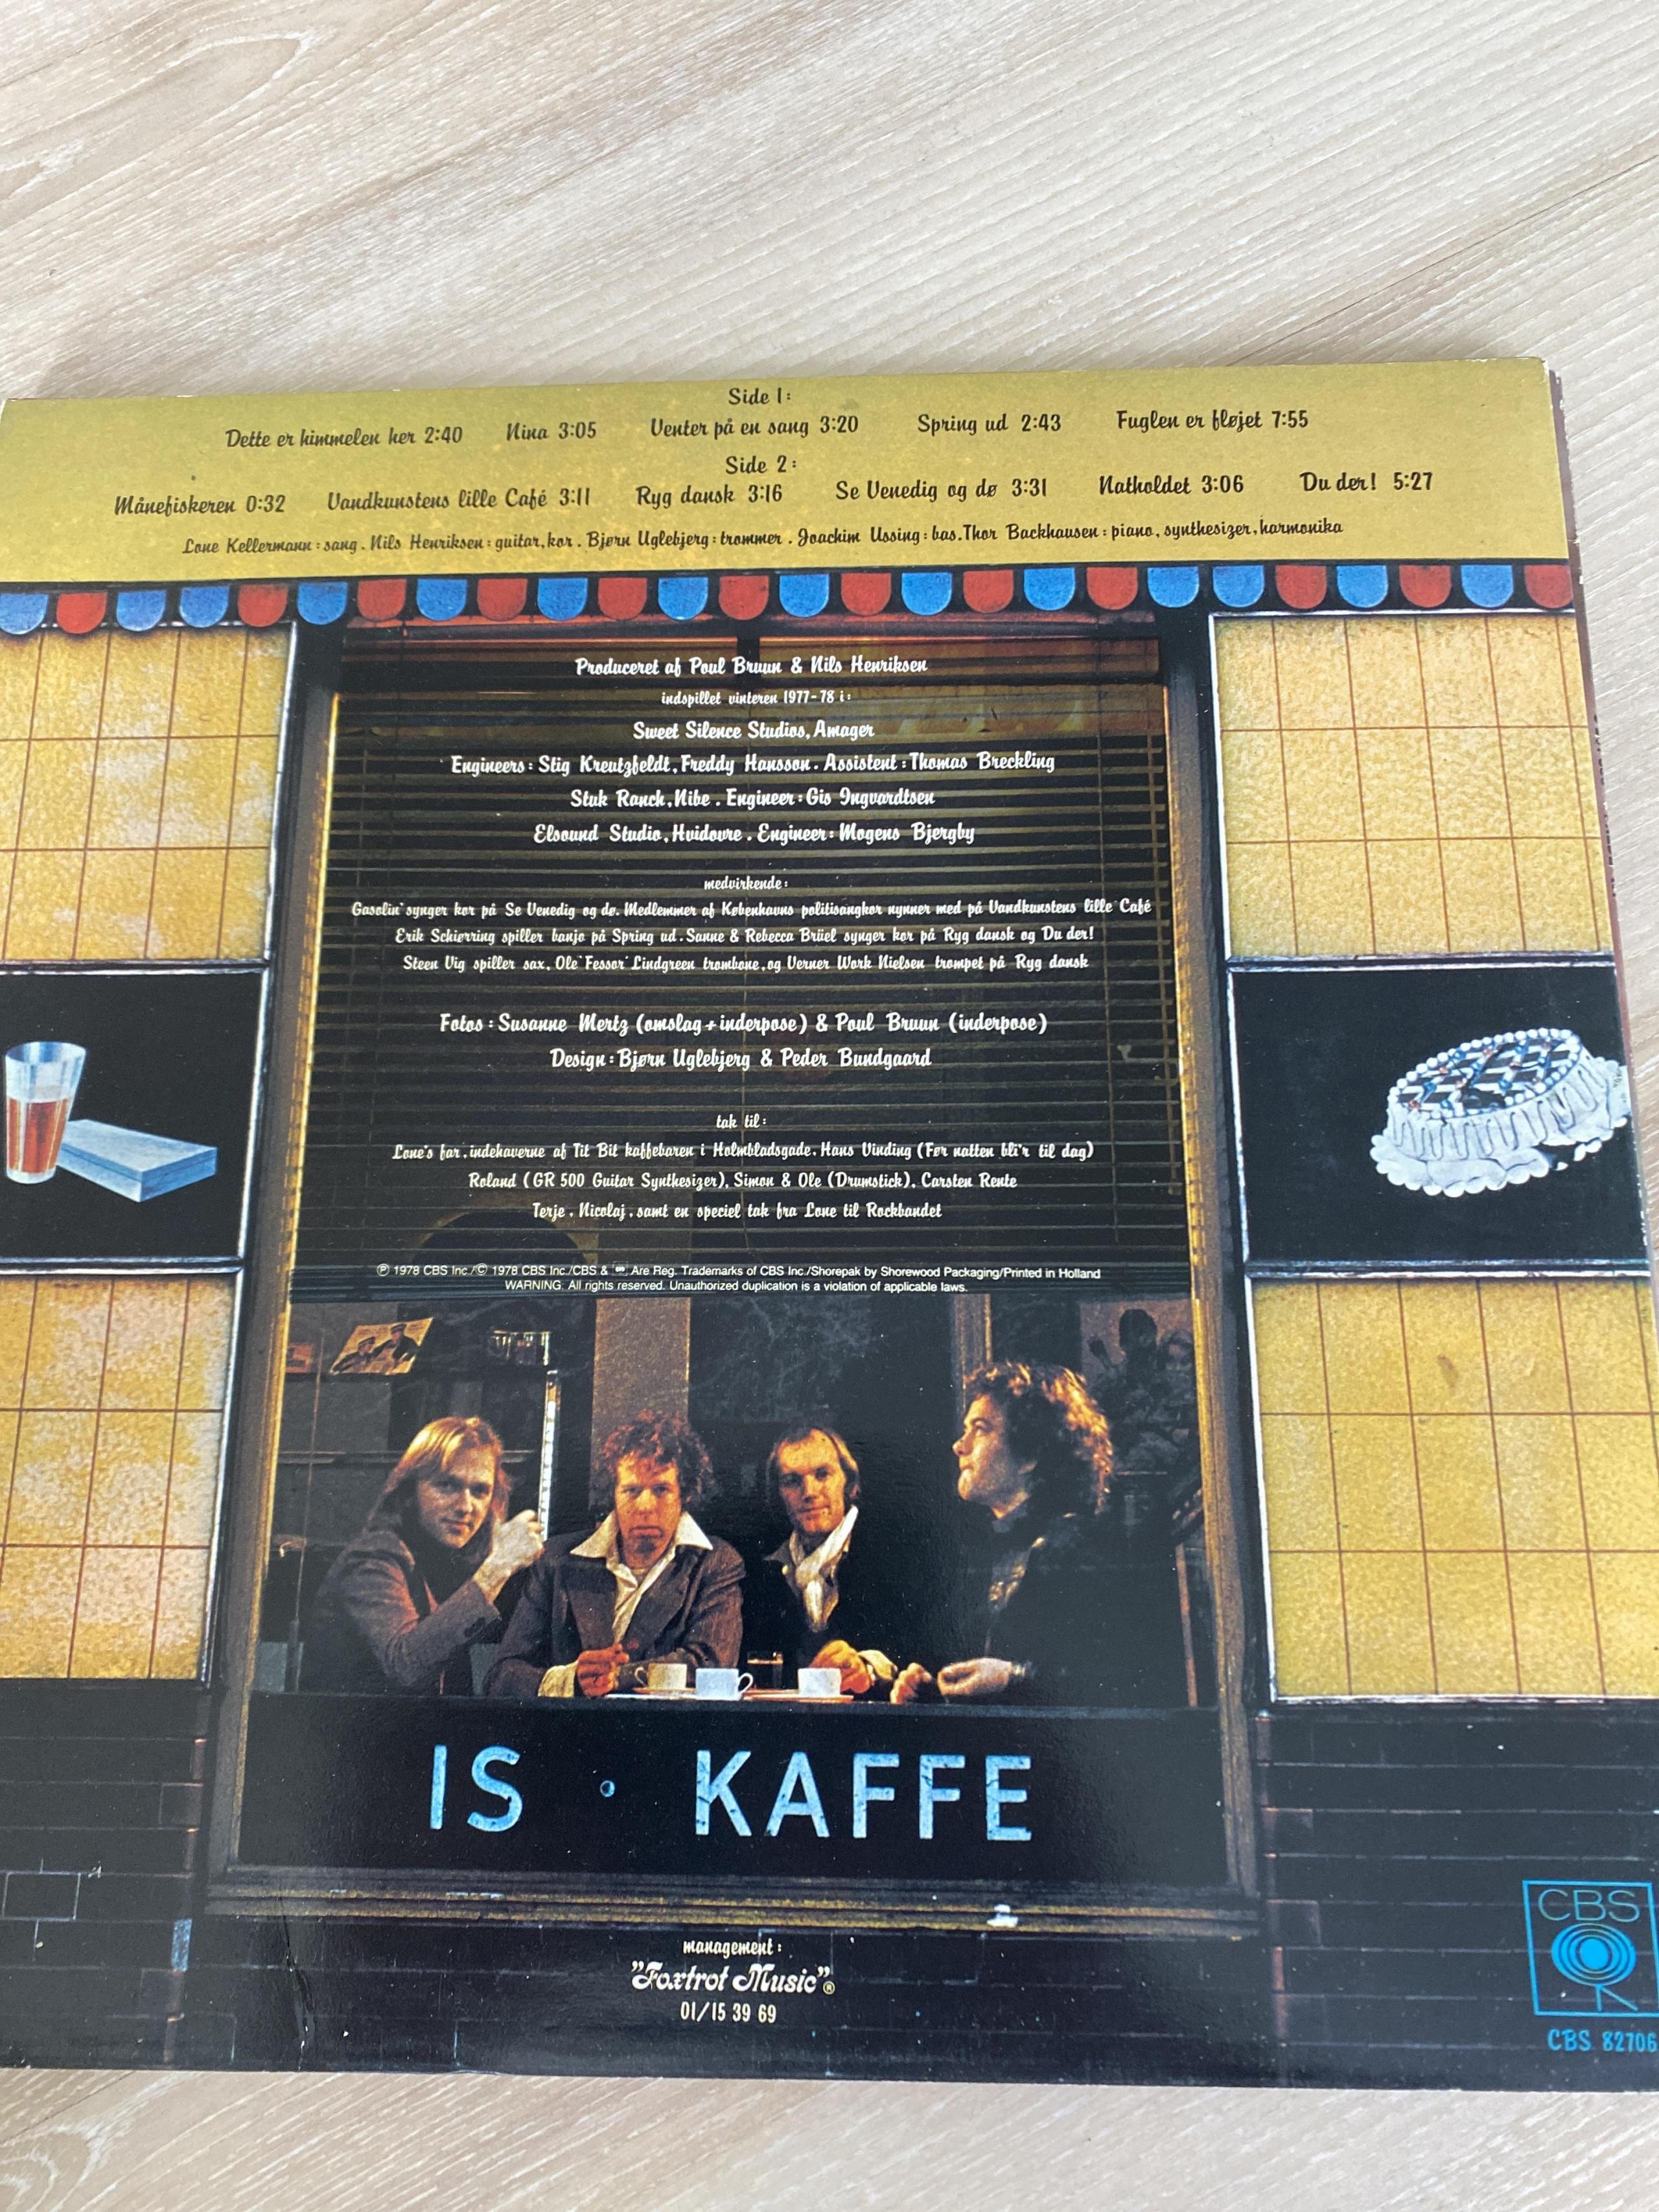 Side 1:
Dette er himmelen her 2:40 Nina 3:05 Venter på en sang 3:20 Spring ud 2:43 Fuglen er fløjet 7:55
Side 2:
Månefiskeren 0:32 Vandkunstens lille Café 3:11 Ryg dansk 3:16 Se Venedig og dø 3:31 Natholdet 3:06 Du der! 5:27
Lone Kellermann: sang. Nils Henriksen: guitar, kor. Bjørn Uglebjerg: trommer. Joachim Ussing: bas. Thor Backhausen: piano, synthesizer, harmonika
Produceret af Poul Bruun & Nils Henriksen
indspillet vinteren 1977-78 i:
Sweet Silence Studios, Amager
Engineers: Stig Kreutzfeldt, Freddy Hansson. Assistent: Thomas Breckling
Stuk Ranch, Nibe. Engineer: Gis Ingvardtsen
Elsound Studio, Hvidovre. Engineer: Mogens Bjergby
medvirkende:
Gasolin' synger kor på Se Venedig og dø. Medlemmer af Københavns politisangkor nynner med på Vandkunstens lille Café
Erik Schierring spiller banjo på Spring ud. Sanne & Rebecca Brüel synger kor på Ryg dansk og Du der!
Steen Vig spiller sax, Ole 'Fessor' Lindgreen trombone, og Verner Work Nielsen trompet på Ryg dansk
Fotos: Susanne Mertz (omslag + inderpose) & Poul Bruun (inderpose)
Design: Bjørn Uglebjerg & Peder Bundgaard
tak til:
Lone's far, indehaverne af Tit Bit kaffebaren i Holmbladsgade, Hans Vinding (Før natten bli'r til dag)
Roland (GR 500 Guitar Synthesizer), Simon & Ole (Drumstick), Carsten Rente
Terje, Nicolaj, samt en speciel tak fra Lone til Rockbandet
℗ 1978 CBS Inc./© 1978 CBS Inc./CBS & Are Reg. Trademarks of CBS Inc./Shorepak by Shorewood Packaging/Printed in Holland
WARNING: All rights reserved. Unauthorized duplication is a violation of applicable laws.
IS · KAFFE
management:
"Foxtrot Music"®
01/15 39 69
CBS
CBS 82706